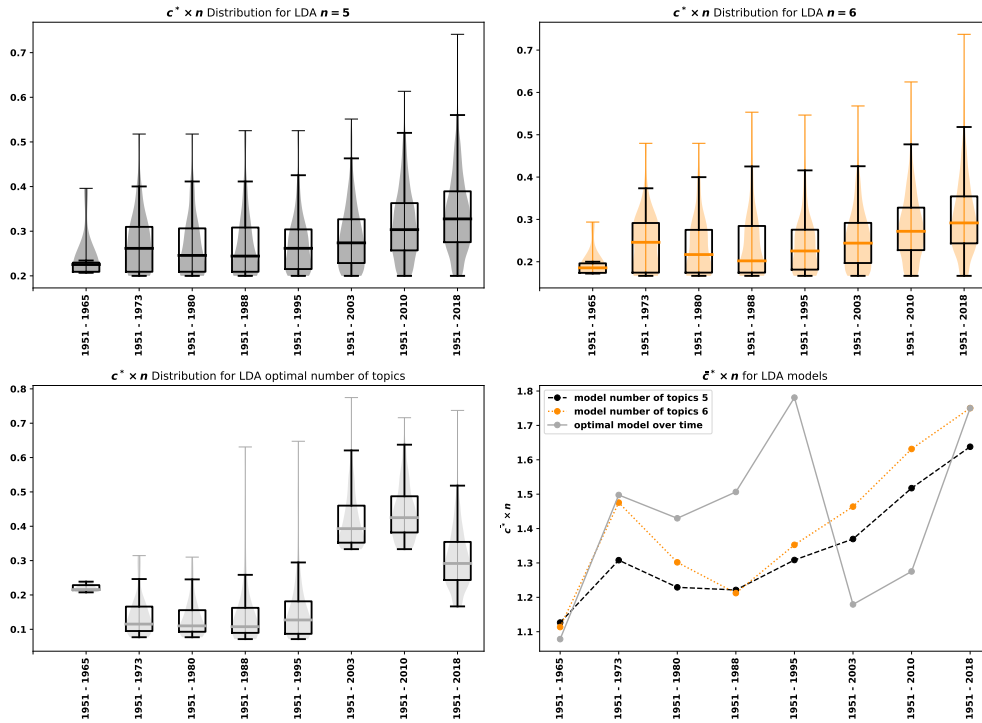 c* × n Distribution for LDA n = 5
0.7
0.6
0.5
0.4
0.3
0.2
1951 - 1965
1951 - 1973
1951 - 1980
1951 - 1988
1951 - 1995
1951 - 2003
1951 - 2010
1951 - 2018
c* × n Distribution for LDA n = 6
0.7
0.6
0.5
0.4
0.3
0.2
1951 - 1965
1951 - 1973
1951 - 1980
1951 - 1988
1951 - 1995
1951 - 2003
1951 - 2010
1951 - 2018
c* × n Distribution for LDA optimal number of topics
0.8
0.7
0.6
0.5
0.4
0.3
0.2
0.1
1951 - 1965
1951 - 1973
1951 - 1980
1951 - 1988
1951 - 1995
1951 - 2003
1951 - 2010
1951 - 2018
c̄* × n for LDA models
model number of topics 5
model number of topics 6
optimal model over time
c̄* × n
1.8
1.7
1.6
1.5
1.4
1.3
1.2
1.1
1951 - 1965
1951 - 1973
1951 - 1980
1951 - 1988
1951 - 1995
1951 - 2003
1951 - 2010
1951 - 2018